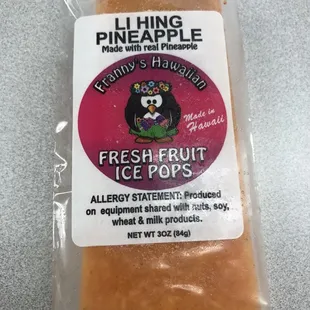 LI HING
PINEAPPLE
Made with real Pineapple
Franny's Hawaiian
Made in
Hawaii
FRESH FRUIT
ICE POPS
ALLERGY STATEMENT: Produced
on equipment shared with nuts, soy,
wheat & milk products.
NET WT 3OZ (84g)